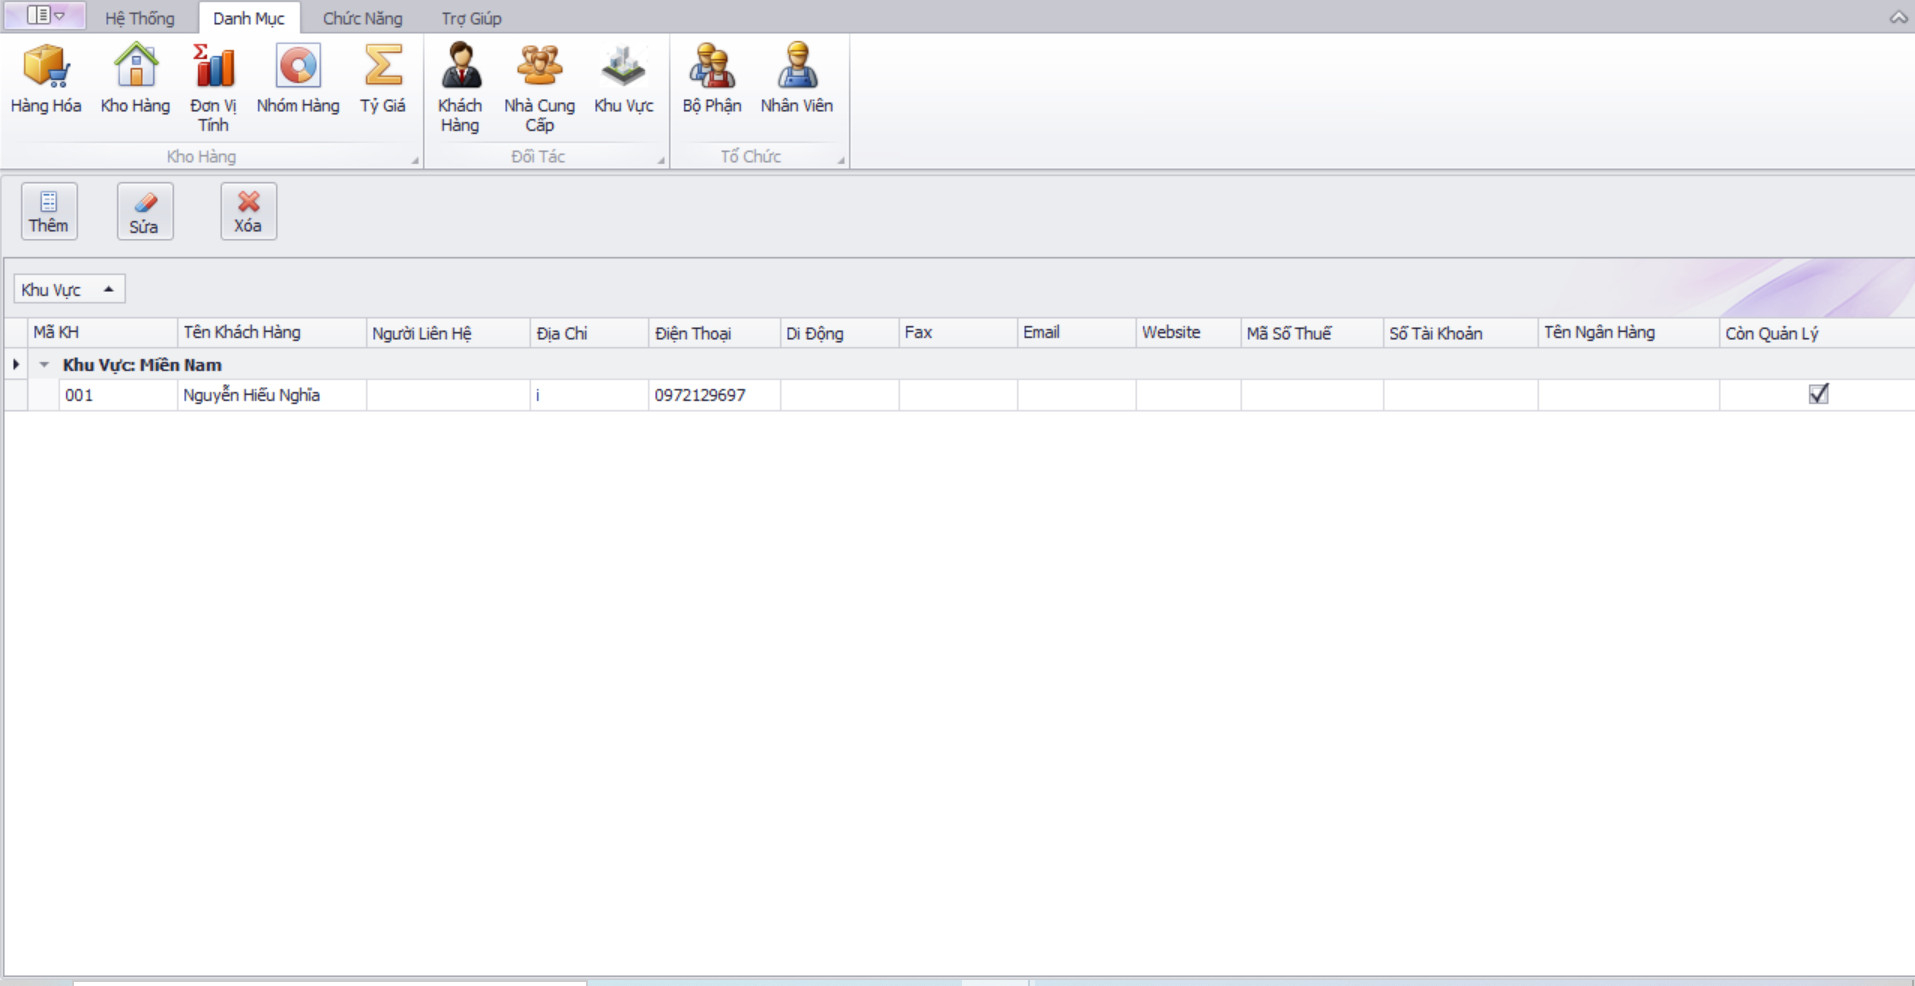 Hệ Thống Danh Mục Chức Năng Trợ Giúp
Hàng Hóa Kho Hàng Đơn Vị Tính Nhóm Hàng Tỷ Giá Khách Hàng Nhà Cung Cấp Khu Vực Bộ Phận Nhân Viên
Kho Hàng Đối Tác Tổ Chức
Thêm Sửa Xóa
Khu Vực
Mã KH Tên Khách Hàng Người Liên Hệ Địa Chỉ Điện Thoại Di Động Fax Email Website Mã Số Thuế Số Tài Khoản Tên Ngân Hàng Còn Quản Lý
Khu Vực: Miền Nam
001 Nguyễn Hiếu Nghĩa i 0972129697